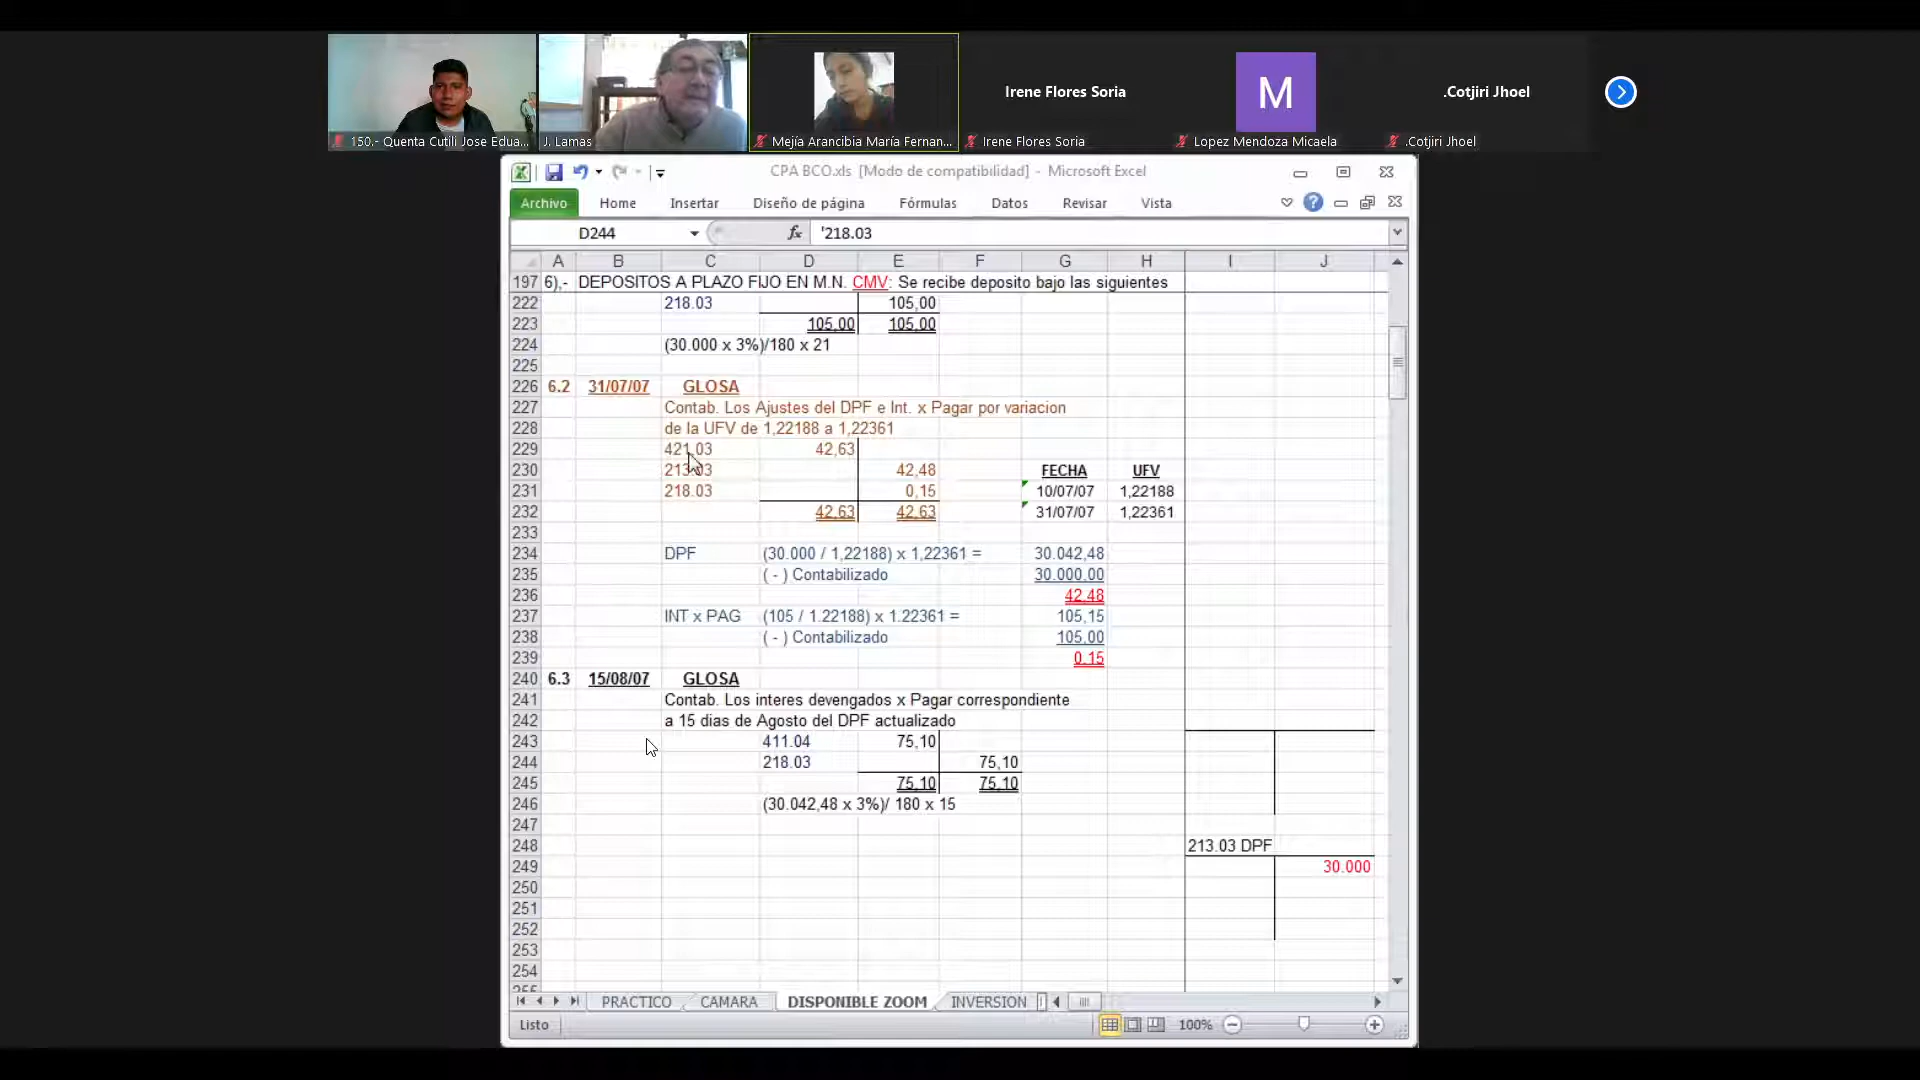 Irene Flores Soria
M
.Cotjiri Jhoel
150.- Quenta Cutili Jose Edua...
J. Lamas
Mejía Arancibia María Fernan...
Irene Flores Soria
Lopez Mendoza Micaela
.Cotjiri Jhoel
CPA BCO.xls [Modo de compatibilidad] - Microsoft Excel
Archivo Home Insertar Diseño de página Fórmulas Datos Revisar Vista
D244 fx '218.03
A B C D E F G H I J
197 6),- DEPOSITOS A PLAZO FIJO EN M.N. CMV: Se recibe deposito bajo las siguientes
222 218.03 105,00
223 105,00 105,00
224 (30.000 x 3%)/180 x 21
225
226 6.2 31/07/07 GLOSA
227 Contab. Los Ajustes del DPF e Int. x Pagar por variacion
228 de la UFV de 1,22188 a 1,22361
229 421.03 42,63
230 213.03 42,48 FECHA UFV
231 218.03 0,15 10/07/07 1,22188
232 42,63 42,63 31/07/07 1,22361
233
234 DPF (30.000 / 1,22188) x 1,22361 = 30.042,48
235 ( - ) Contabilizado 30.000,00
236 42,48
237 INT x PAG (105 / 1.22188) x 1.22361 = 105,15
238 ( - ) Contabilizado 105,00
239 0,15
240 6.3 15/08/07 GLOSA
241 Contab. Los interes devengados x Pagar correspondiente
242 a 15 dias de Agosto del DPF actualizado
243 411.04 75,10
244 218.03 75,10
245 75,10 75,10
246 (30.042,48 x 3%)/ 180 x 15
247
248 213.03 DPF
249 30.000
250
251
252
253
254
255
PRACTICO CAMARA DISPONIBLE ZOOM INVERSION
Listo 100%